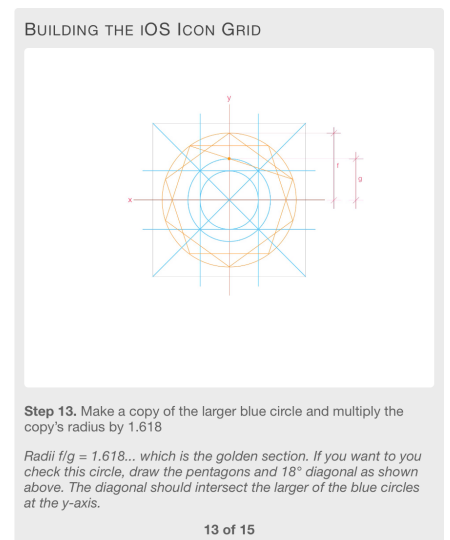 BUILDING THE IOS ICON GRID
y
f
g
x
Step 13. Make a copy of the larger blue circle and multiply the
copy's radius by 1.618
Radii f/g = 1.618... which is the golden section. If you want to you
check this circle, draw the pentagons and 18° diagonal as shown
above. The diagonal should intersect the larger of the blue circles
at the y-axis.
13 of 15